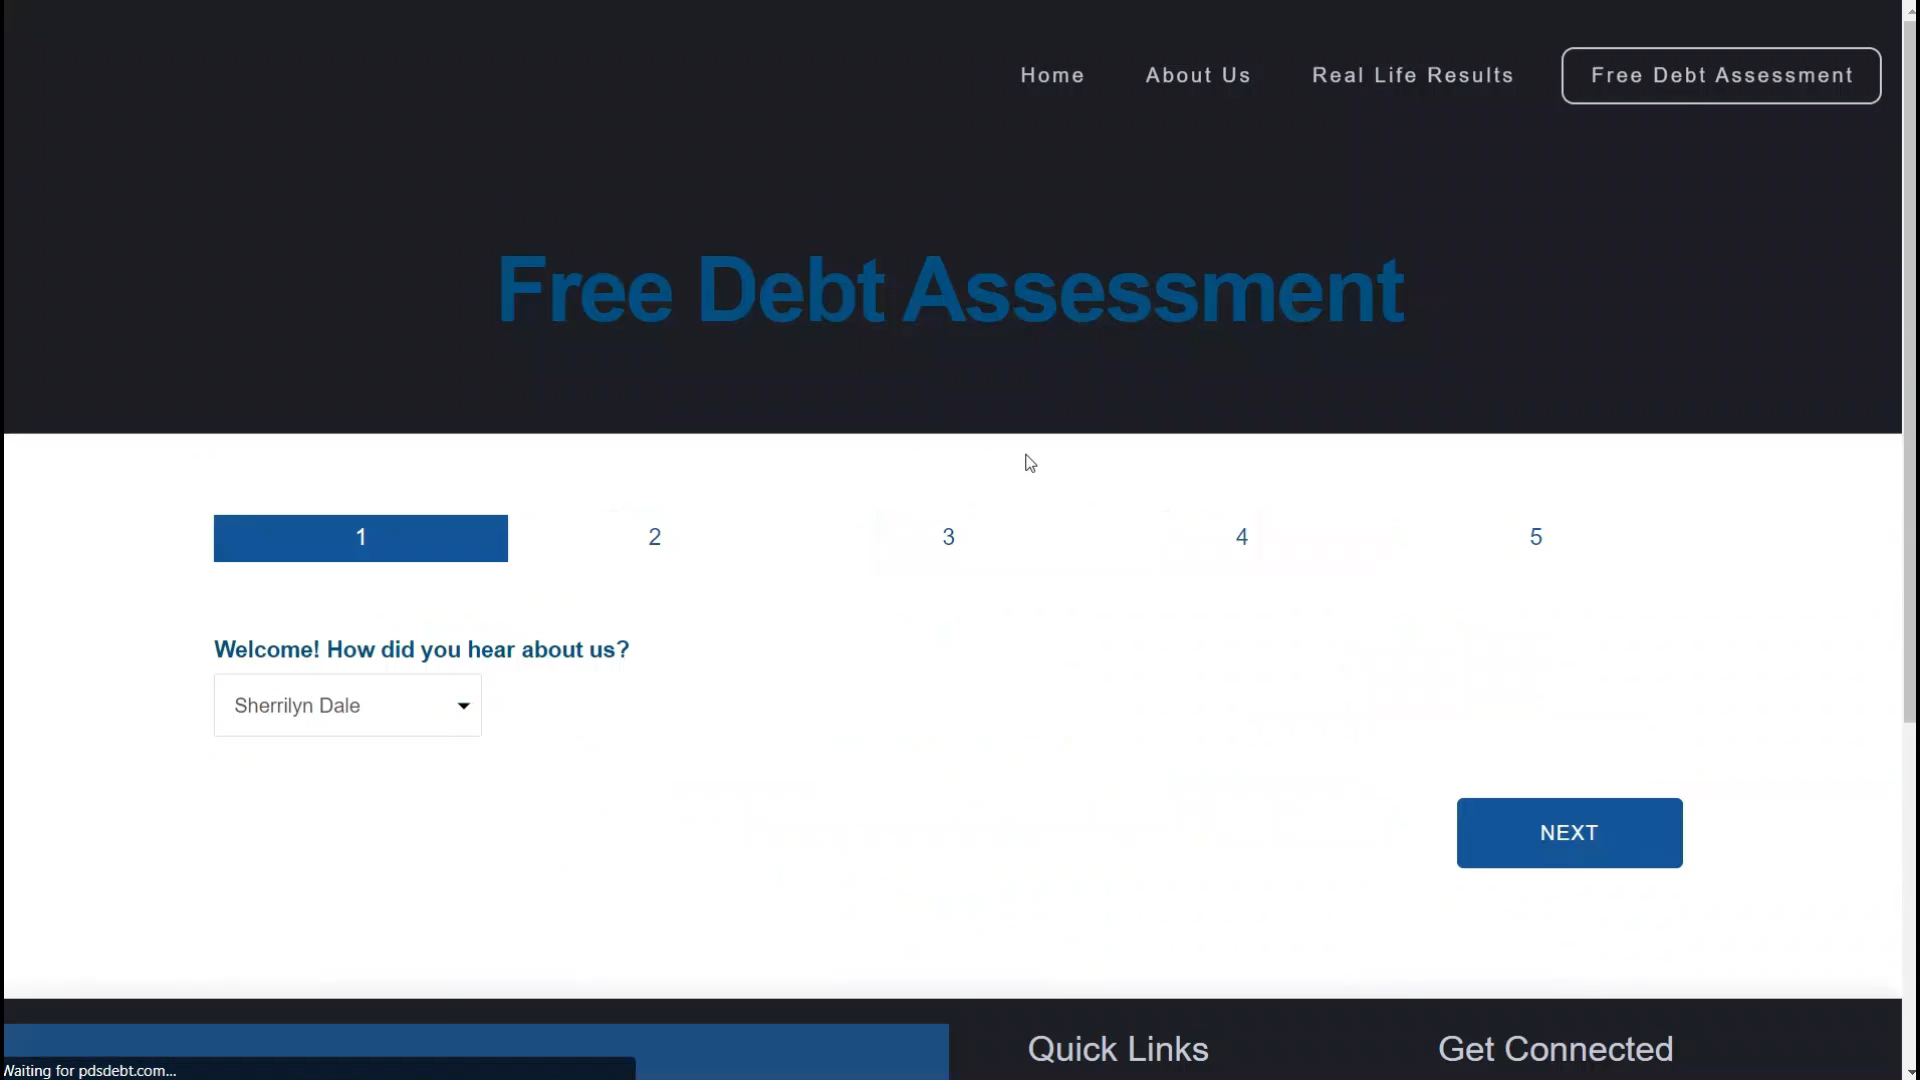 Home About Us Real Life Results Free Debt Assessment
Free Debt Assessment
1 2 3 4 5
Welcome! How did you hear about us?
Sherrilyn Dale
NEXT
Quick Links Get Connected
Waiting for pdsdebt.com...